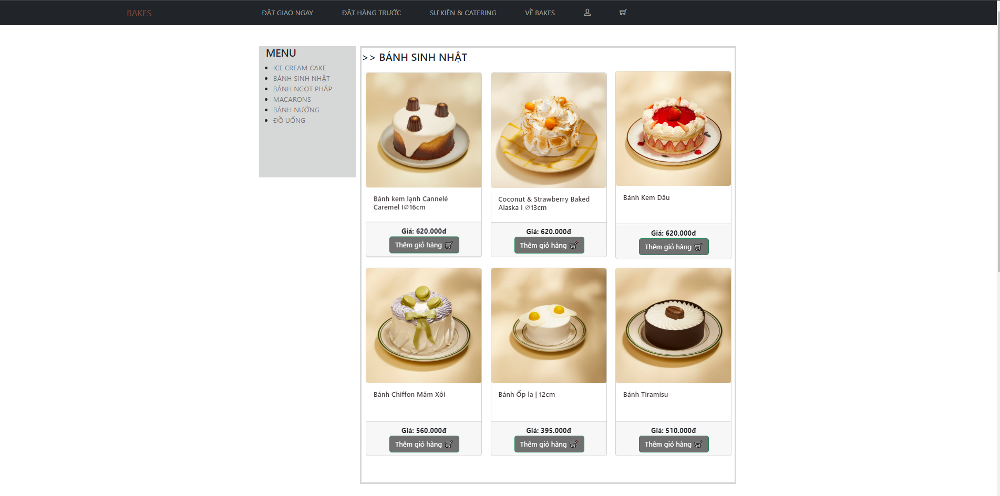 BAKES
ĐẶT GIAO NGAY
ĐẶT HÀNG TRƯỚC
SỰ KIỆN & CATERING
VỀ BAKES
MENU
ICE CREAM CAKE
BÁNH SINH NHẬT
BÁNH NGỌT PHÁP
MACARONS
BÁNH NƯỚNG
ĐỒ UỐNG
>> BÁNH SINH NHẬT
Bánh kem lạnh Cannelé
Caremel I∅16cm
Giá: 620.000đ
Thêm giỏ hàng
Coconut & Strawberry Baked
Alaska I ∅13cm
Giá: 620.000đ
Thêm giỏ hàng
Bánh Kem Dâu
Giá: 620.000đ
Thêm giỏ hàng
Bánh Chiffon Mâm Xôi
Giá: 560.000đ
Thêm giỏ hàng
Bánh Ốp la | 12cm
Giá: 395.000đ
Thêm giỏ hàng
Bánh Tiramisu
Giá: 510.000đ
Thêm giỏ hàng